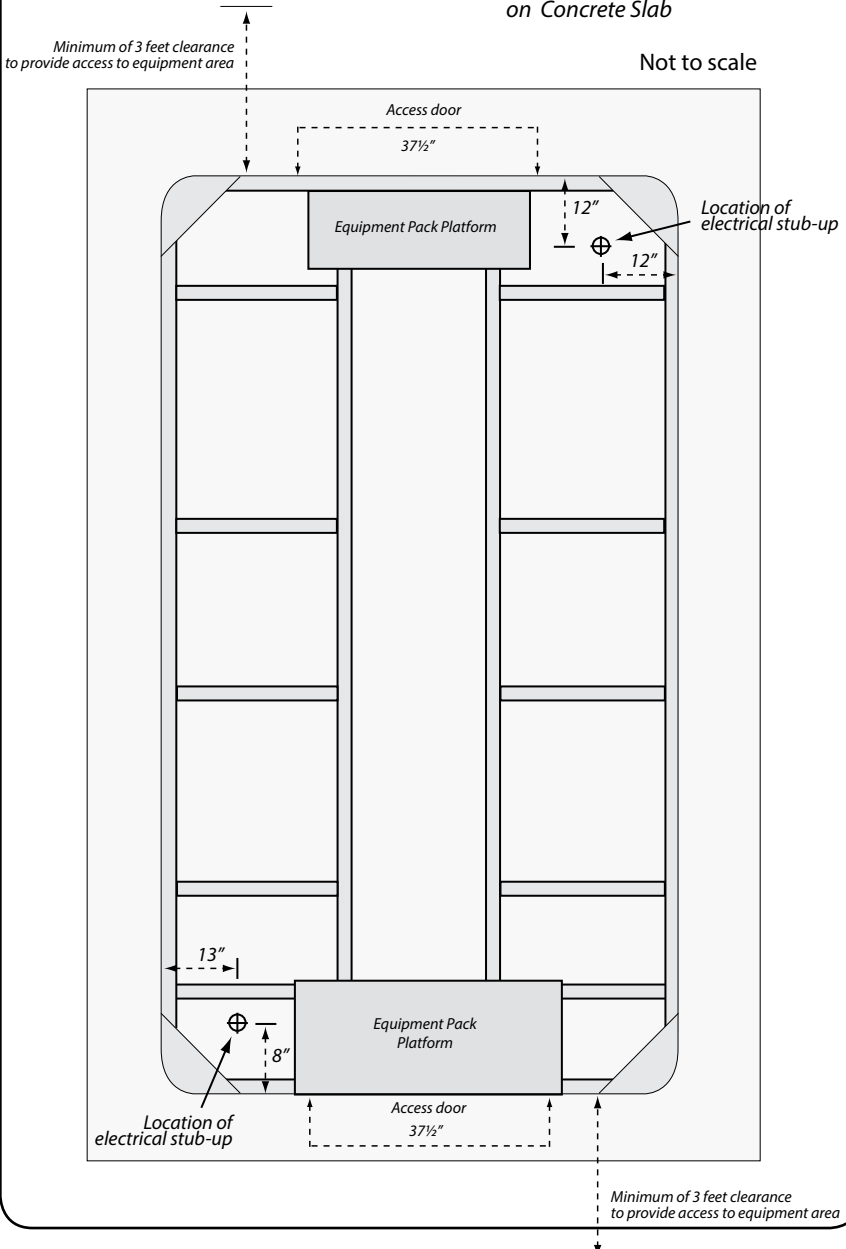 on Concrete Slab
Minimum of 3 feet clearance
to provide access to equipment area
Not to scale
Access door
37½"
Equipment Pack Platform
12"
Location of
electrical stub-up
12"
13"
Equipment Pack
Platform
8"
Location of
electrical stub-up
Access door
37½"
Minimum of 3 feet clearance
to provide access to equipment area